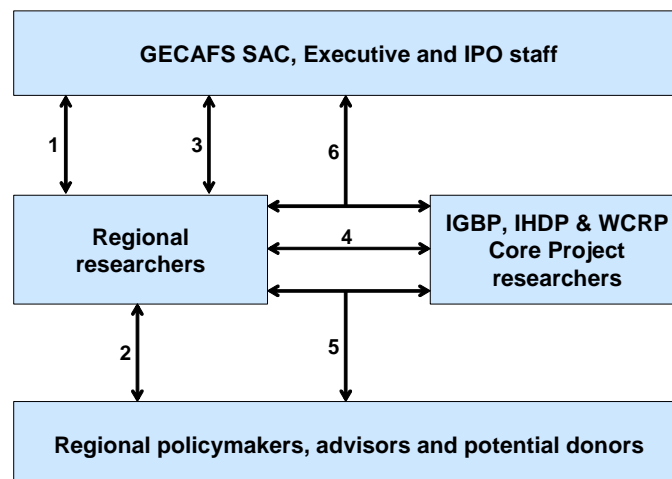 GECAFS SAC, Executive and IPO staff
1
3
6
Regional
researchers
4
IGBP, IHDP & WCRP
Core Project
researchers
2
5
Regional policymakers, advisors and potential donors